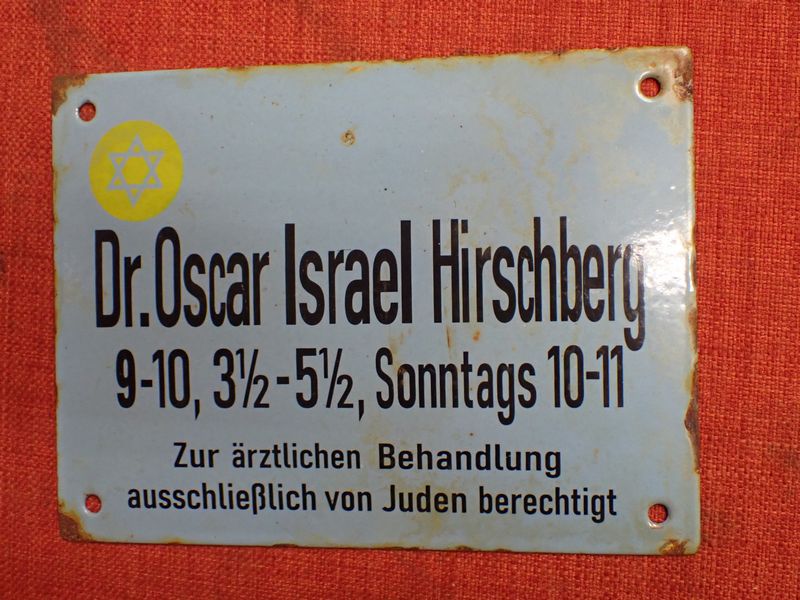 Dr. Oscar Israel Hirschberg
9-10, 3½-5½, Sonntags 10-11
Zur ärztlichen Behandlung
ausschließlich von Juden berechtigt